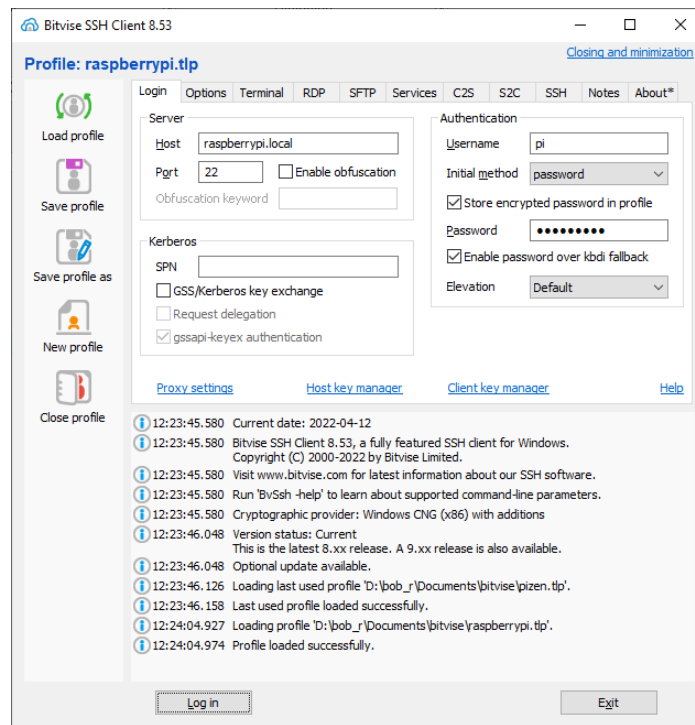 Bitvise SSH Client 8.53
Closing and minimization
Profile: raspberrypi.tlp
Load profile
Save profile
Save profile as
New profile
Close profile
Login Options Terminal RDP SFTP Services C2S S2C SSH Notes About*
Server
Host raspberrypi.local
Port 22 Enable obfuscation
Obfuscation keyword
Kerberos
SPN
GSS/Kerberos key exchange
Request delegation
gssapi-keyex authentication
Authentication
Username pi
Initial method password
Store encrypted password in profile
Password •••••••••
Enable password over kbdi fallback
Elevation Default
Proxy settings Host key manager Client key manager Help
12:23:45.580 Current date: 2022-04-12
12:23:45.580 Bitvise SSH Client 8.53, a fully featured SSH client for Windows.
Copyright (C) 2000-2022 by Bitvise Limited.
12:23:45.580 Visit www.bitvise.com for latest information about our SSH software.
12:23:45.580 Run 'BvSsh -help' to learn about supported command-line parameters.
12:23:45.580 Cryptographic provider: Windows CNG (x86) with additions
12:23:46.048 Version status: Current
This is the latest 8.xx release. A 9.xx release is also available.
12:23:46.048 Optional update available.
12:23:46.126 Loading last used profile 'D:\bob_r\Documents\bitvise\pizen.tlp'.
12:23:46.158 Last used profile loaded successfully.
12:24:04.927 Loading profile 'D:\bob_r\Documents\bitvise\raspberrypi.tlp'.
12:24:04.974 Profile loaded successfully.
Log in Exit